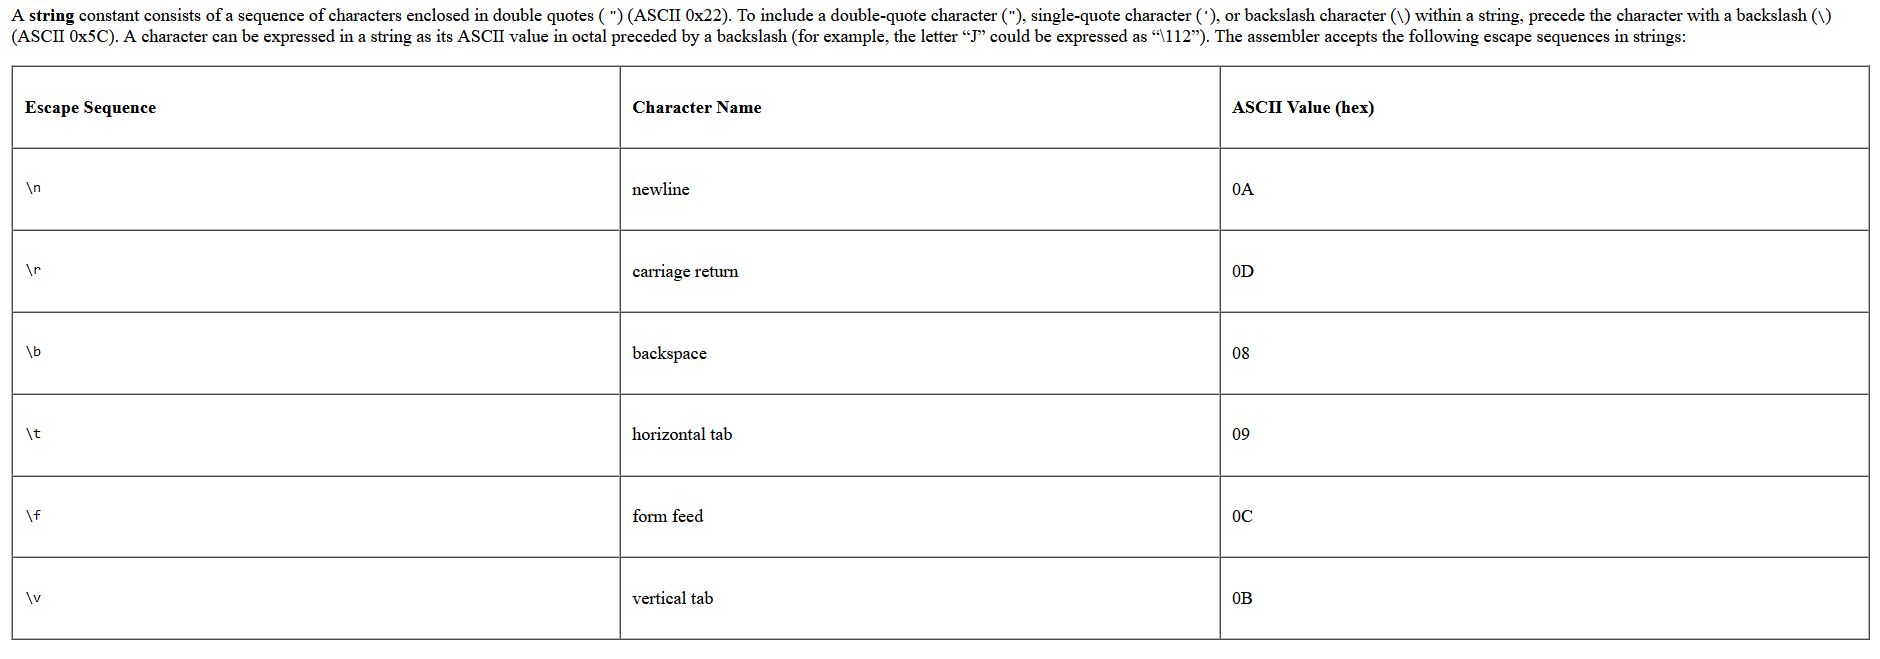 A string constant consists of a sequence of characters enclosed in double quotes ( ") (ASCII 0x22). To include a double-quote character ("), single-quote character ('), or backslash character (\) within a string, precede the character with a backslash (\)
(ASCII 0x5C). A character can be expressed in a string as its ASCII value in octal preceded by a backslash (for example, the letter “J” could be expressed as “\112”). The assembler accepts the following escape sequences in strings:
Escape Sequence Character Name ASCII Value (hex)
\n newline 0A
\r carriage return 0D
\b backspace 08
\t horizontal tab 09
\f form feed 0C
\v vertical tab 0B